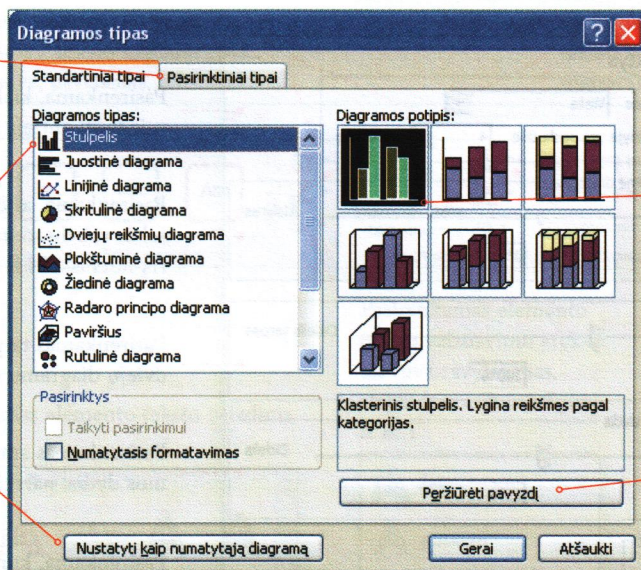 Diagramos tipas
Standartiniai tipai
Pasirinktiniai tipai
Diagramos tipas:
Stulpelis
Juostinė diagrama
Linijinė diagrama
Skritulinė diagrama
Dviejų reikšmių diagrama
Plokštuminė diagrama
Žiedinė diagrama
Radaro principo diagrama
Paviršius
Rutulinė diagrama
Diagramos potipis:
Pasirinktys
Taikyti pasirinkimui
Numatytasis formatavimas
Klasterinis stulpelis. Lygina reikšmes pagal
kategorijas.
Peržiūrėti pavyzdį
Nustatyti kaip numatytąją diagramą
Gerai
Atšaukti